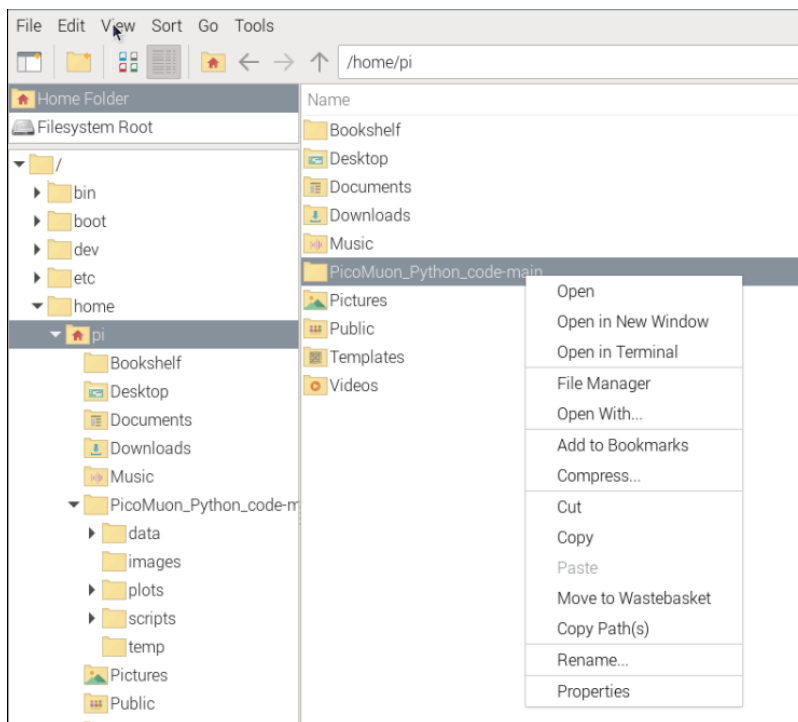 File Edit View Sort Go Tools
/home/pi
Home Folder
Filesystem Root
/
bin
boot
dev
etc
home
pi
Bookshelf
Desktop
Documents
Downloads
Music
PicoMuon_Python_code-m
data
images
plots
scripts
temp
Pictures
Public
Name
Bookshelf
Desktop
Documents
Downloads
Music
PicoMuon_Python_code-main
Pictures
Public
Templates
Videos
Open
Open in New Window
Open in Terminal
File Manager
Open With...
Add to Bookmarks
Compress...
Cut
Copy
Paste
Move to Wastebasket
Copy Path(s)
Rename...
Properties